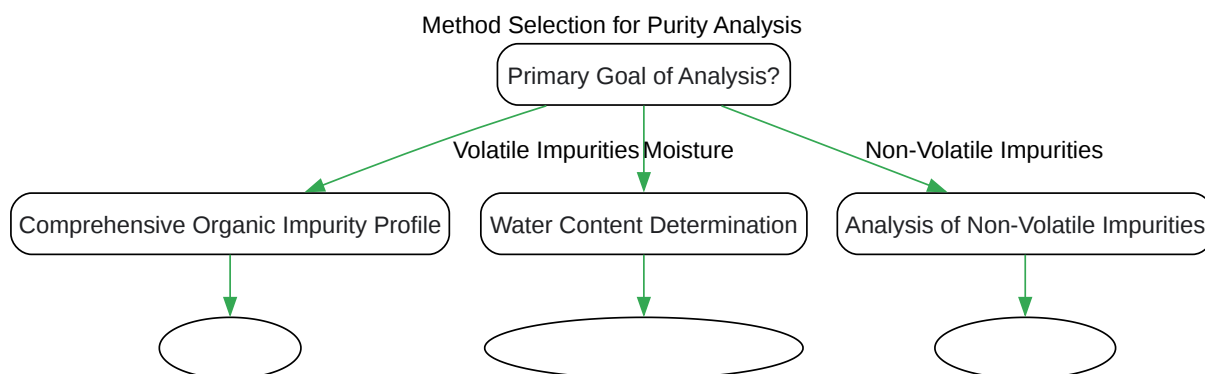 Method Selection for Purity Analysis
Primary Goal of Analysis?
Volatile Impurities
Moisture
Non-Volatile Impurities
Comprehensive Organic Impurity Profile
Water Content Determination
Analysis of Non-Volatile Impurities